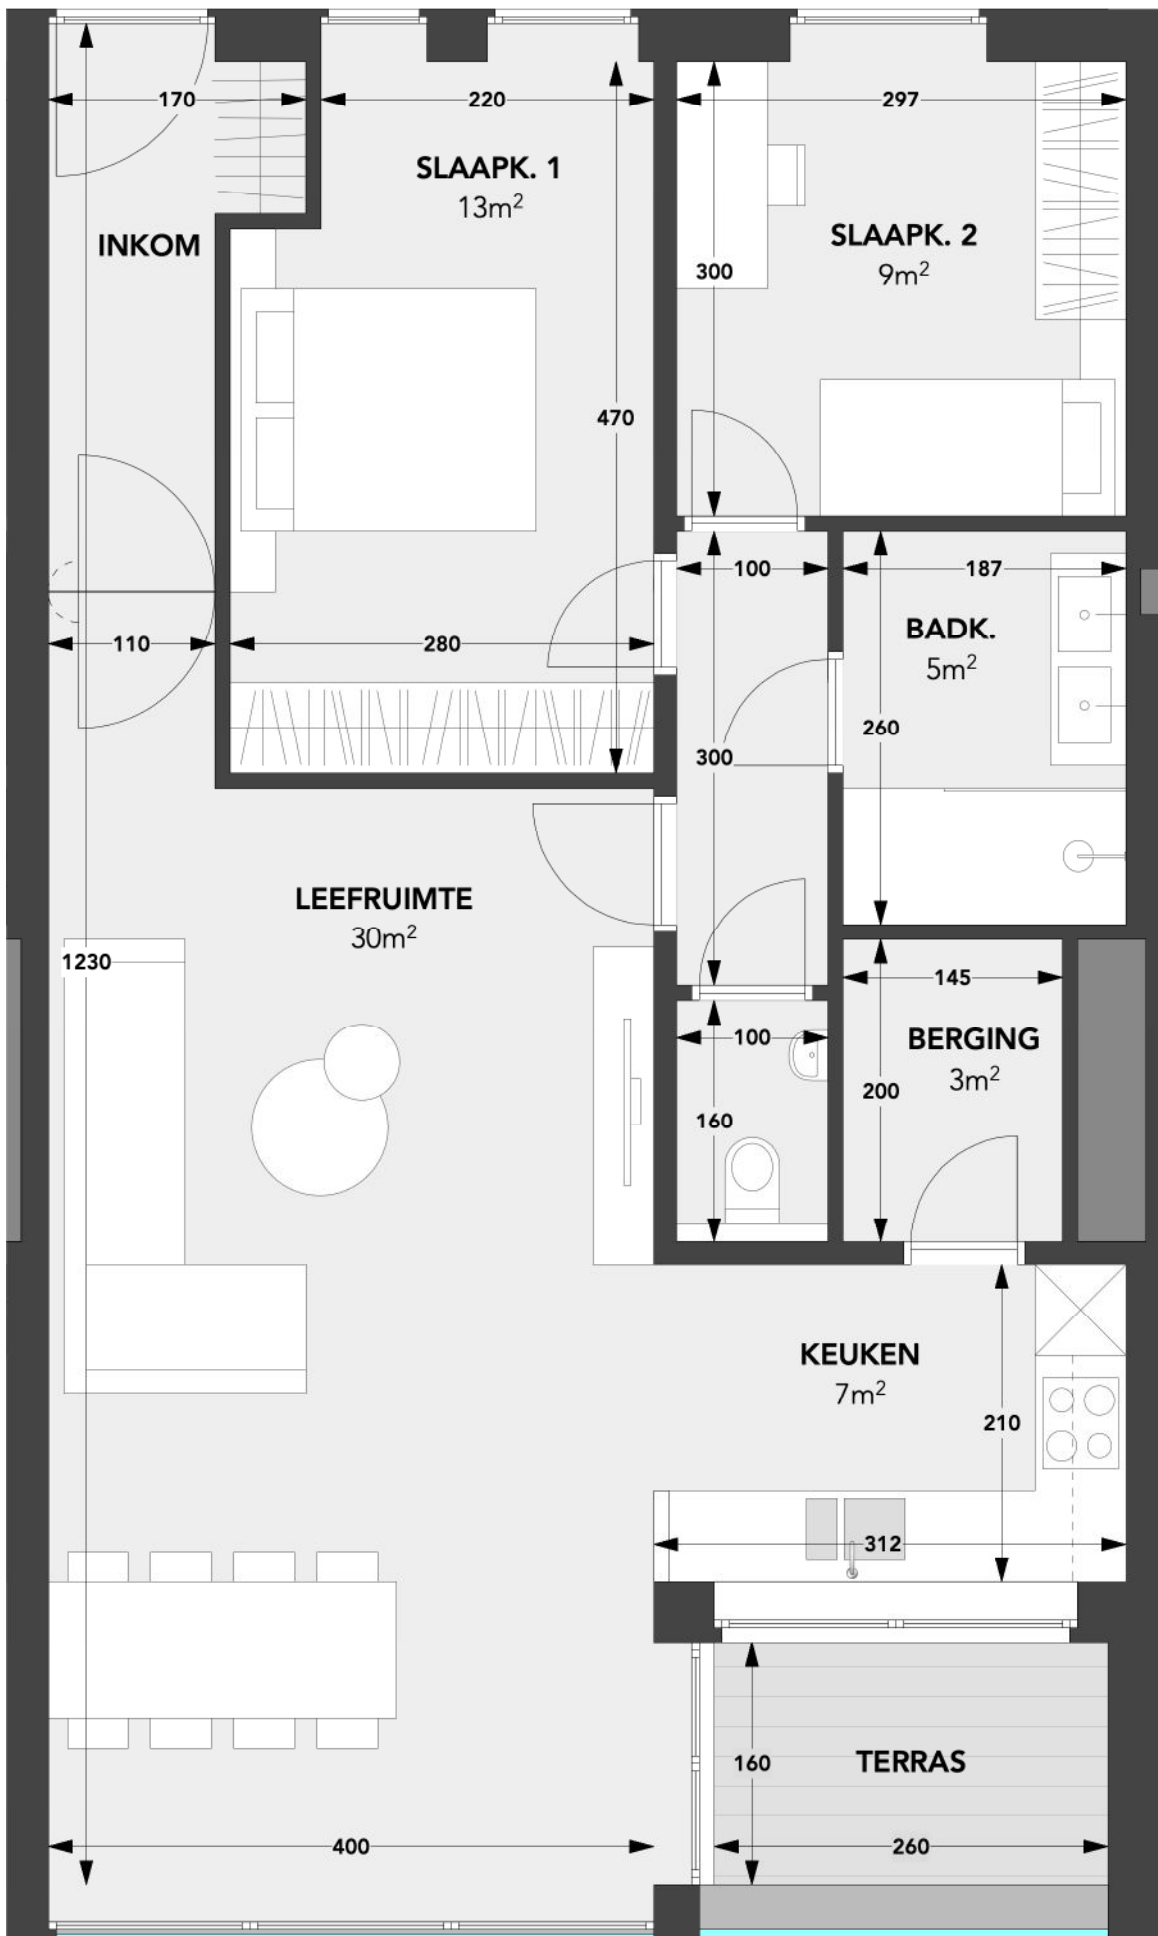 170
220
297
SLAAPK. 1
13m²
INKOM
SLAAPK. 2
9m²
300
470
100
187
BADK.
5m²
110
280
260
300
LEEFRUIMTE
30m²
1230
145
100
BERGING
3m²
200
160
KEUKEN
7m²
210
312
160
TERRAS
400
260